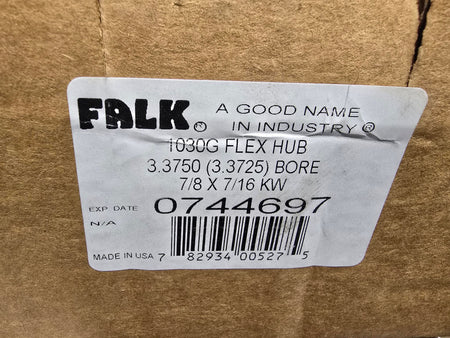 FALK® A GOOD NAME
IN INDUSTRY®
1030G FLEX HUB
3.3750 (3.3725) BORE
7/8 X 7/16 KW
EXP. DATE 0744697
N/A
MADE IN USA 7 82934 00527 5